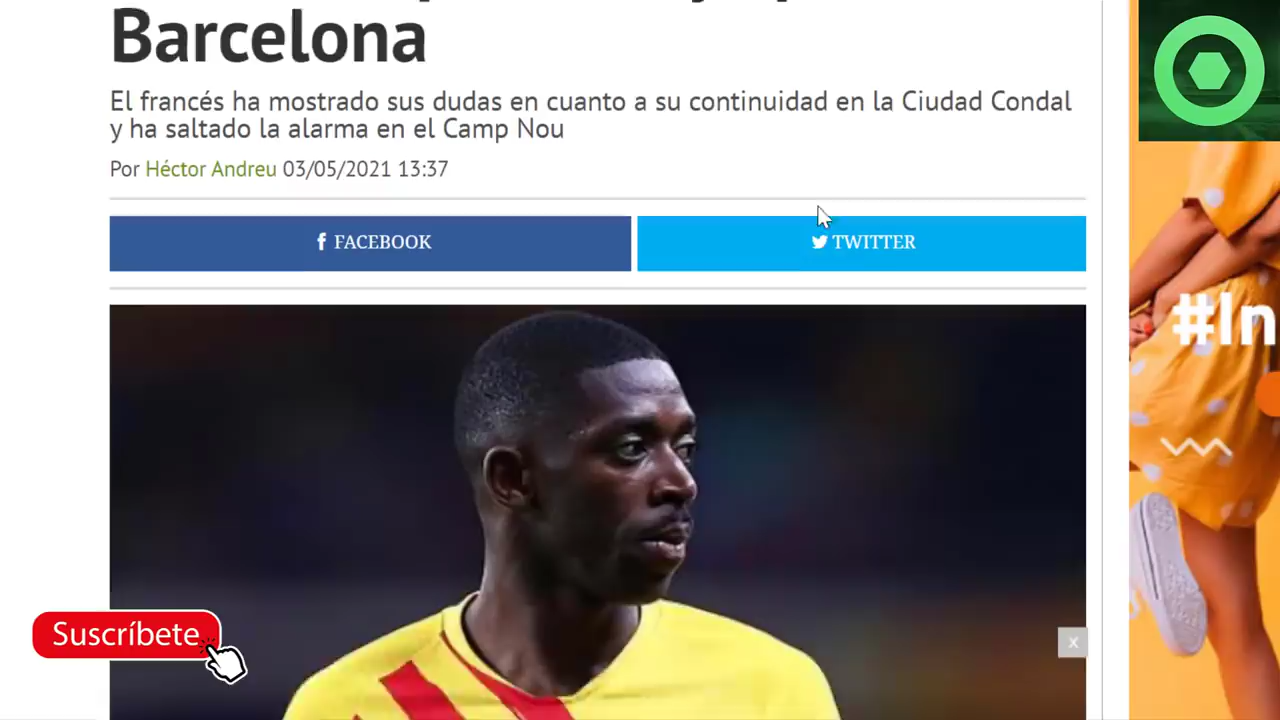 Barcelona
El francés ha mostrado sus dudas en cuanto a su continuidad en la Ciudad Condal
y ha saltado la alarma en el Camp Nou
Por Héctor Andreu 03/05/2021 13:37
FACEBOOK
TWITTER
#In
Suscríbete
x